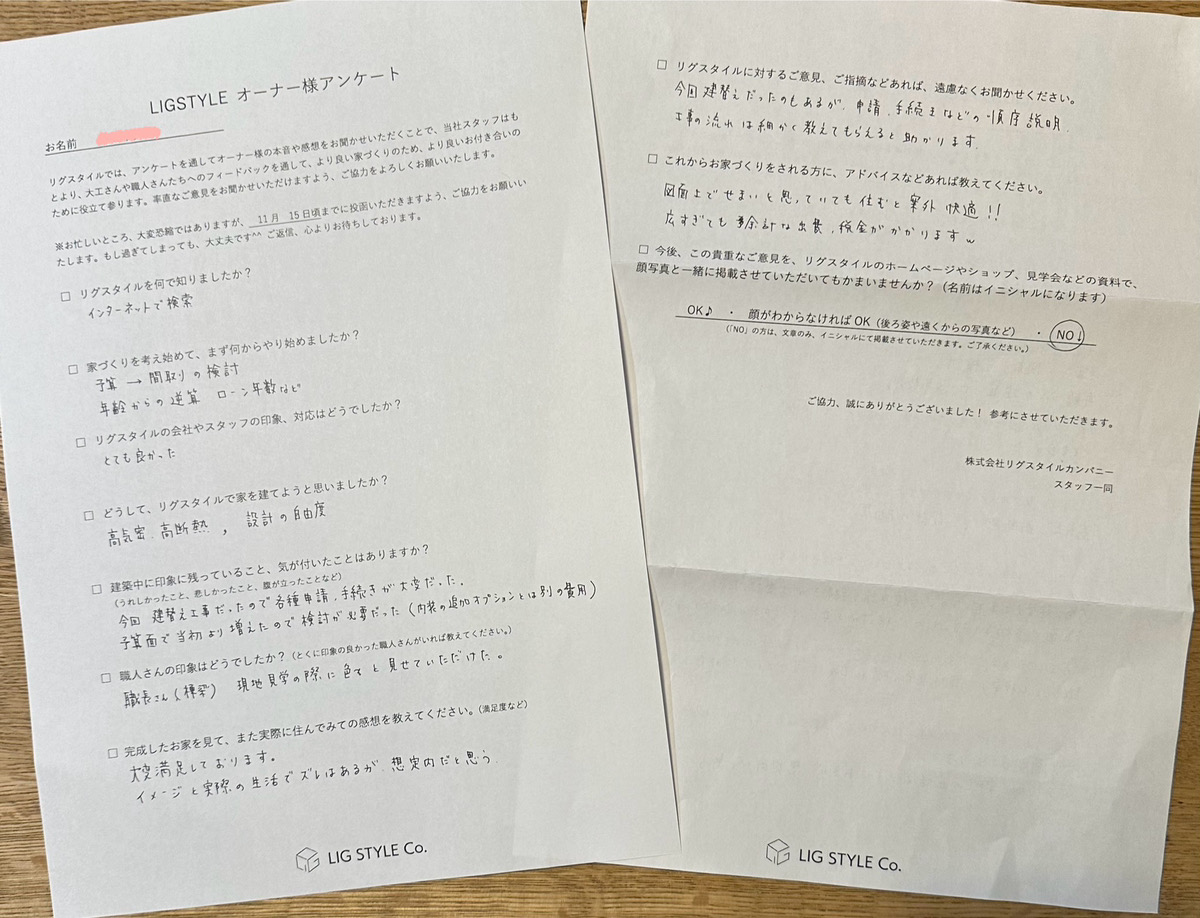 LIGSTYLE オーナー様アンケート
お名前
リグスタイルでは、アンケートを通してオーナー様の本音や感想をお聞かせいただくことで、当社スタッフはも
とより、大工さんや職人さんたちへのフィードバックを通して、より良い家づくりのため、より良いお付き合いの
ために役立て参ります。率直なご意見をお聞かせいただけますよう、ご協力をよろしくお願いいたします。
※お忙しいところ、大変恐縮ではありますが、11月 15日頃までに投函いただきますよう、ご協力をお願いい
たします。もし過ぎてしまっても、大丈夫です^^ ご返信、心よりお待ちしております。
□ リグスタイルを何で知りましたか？
インターネットで検索
□ 家づくりを考え始めて、まず何からやり始めましたか？
予算 → 間取りの検討
年齢からの逆算 ローン年数など
□ リグスタイルの会社やスタッフの印象、対応はどうでしたか？
とても良かった
□ どうして、リグスタイルで家を建てようと思いましたか？
高気密、高断熱, 設計の自由度
□ 建築中に印象に残っていること、気が付いたことはありますか？
（うれしかったこと、悲しかったこと、腹が立ったことなど）
今回 建替え工事だったので各種申請、手続きが大変だった。
予算面で当初より増えたので検討が必要だった（内装の追加オプションとは別の費用）
□ 職人さんの印象はどうでしたか？（とくに印象の良かった職人さんがいれば教えてください。）
職長さん（棟梁） 現地見学の際に色々と見せていただけた。
□ 完成したお家を見て、また実際に住んでみての感想を教えてください。（満足度など）
大変満足しております。
イメージと実際の生活でズレはあるが、想定内だと思う。
LIG STYLE Co.
□ リグスタイルに対するご意見、ご指摘などあれば、遠慮なくお聞かせください。
今回建替えだったのもあるが、申請、手続きなどの順序説明、
工事の流れは細かく教えてもらえると助かります。
□ これからお家づくりをされる方に、アドバイスなどあれば教えてください。
図面上でせまいと思っていても住むと案外 快適！！
広すぎても余計な出費、税金がかかりますw
□ 今後、この貴重なご意見を、リグスタイルのホームページやショップ、見学会などの資料で、
顔写真と一緒に掲載させていただいてもかまいませんか？（名前はイニシャルになります）
OK♪ ・ 顔がわからなければOK（後ろ姿や遠くからの写真など） ・ NO↓
（「NO」の方は、文章のみ、イニシャルにて掲載させていただきます。ご了承ください。）
ご協力、誠にありがとうございました！ 参考にさせていただきます。
株式会社リグスタイルカンパニー
スタッフ一同
LIG STYLE Co.